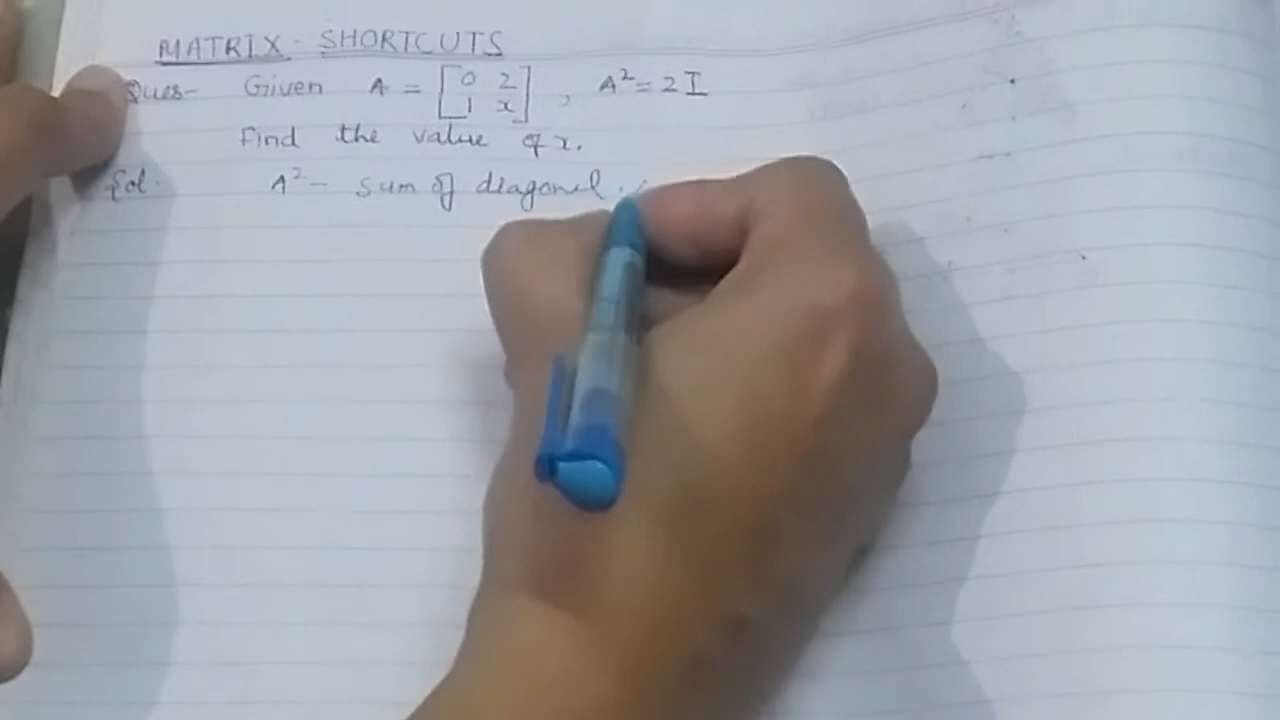 MATRIX - SHORTCUTS
Ques- Given A = [0 2 1 x], A² = 2I
Find the value of x.
Sol. A² - sum of diagonal